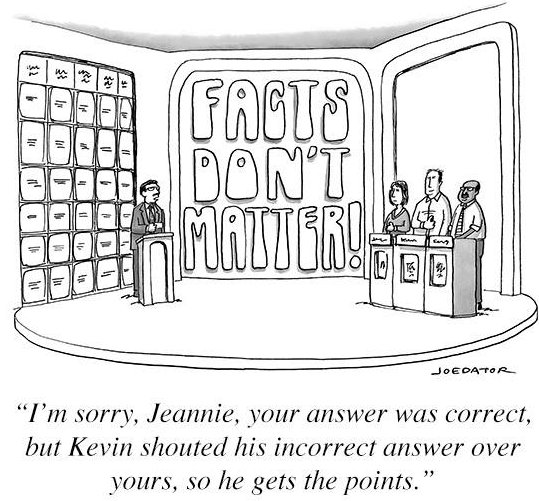 FACTS
DON'T
MATTER!
JOEDATOR
“I’m sorry, Jeannie, your answer was correct,
but Kevin shouted his incorrect answer over
yours, so he gets the points.”